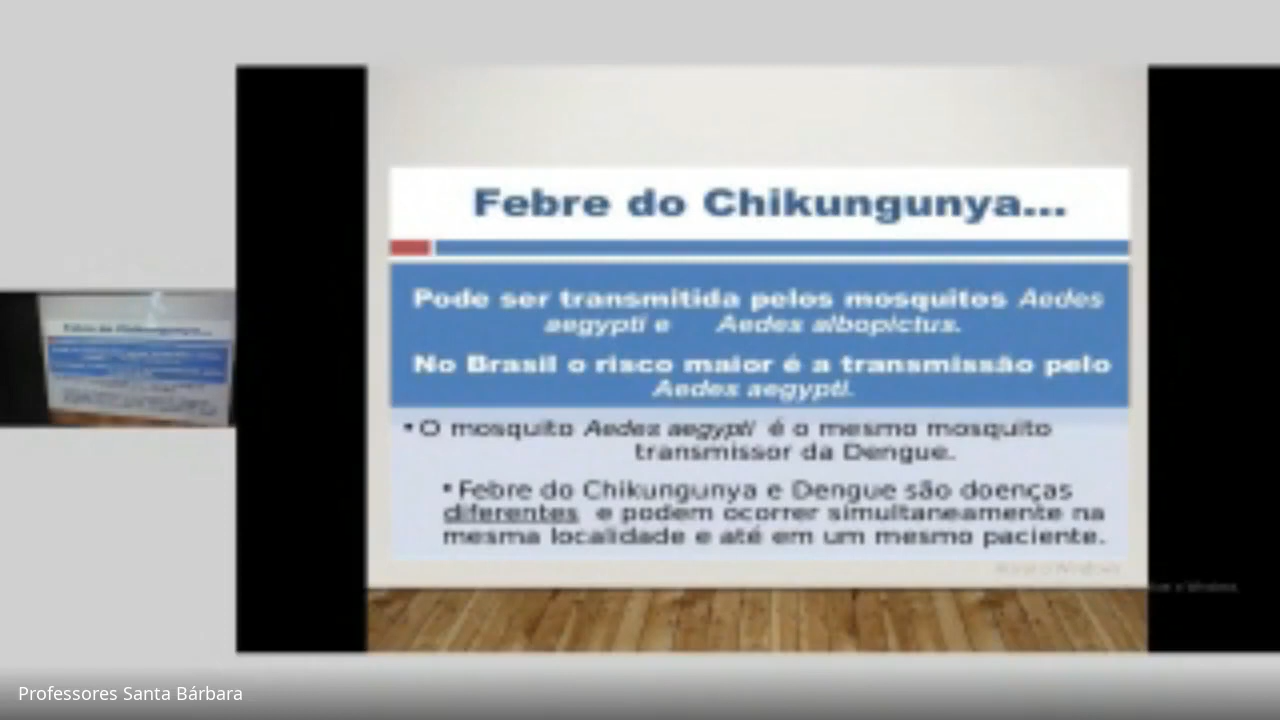 Febre do Chikungunya...
Pode ser transmitida pelos mosquitos Aedes
aegypti e Aedes albopictus.
No Brasil o risco maior é a transmissão pelo
Aedes aegypti.
• O mosquito Aedes aegypti é o mesmo mosquito
transmissor da Dengue.
• Febre do Chikungunya e Dengue são doenças
diferentes e podem ocorrer simultaneamente na
mesma localidade e até em um mesmo paciente.
Professores Santa Bárbara